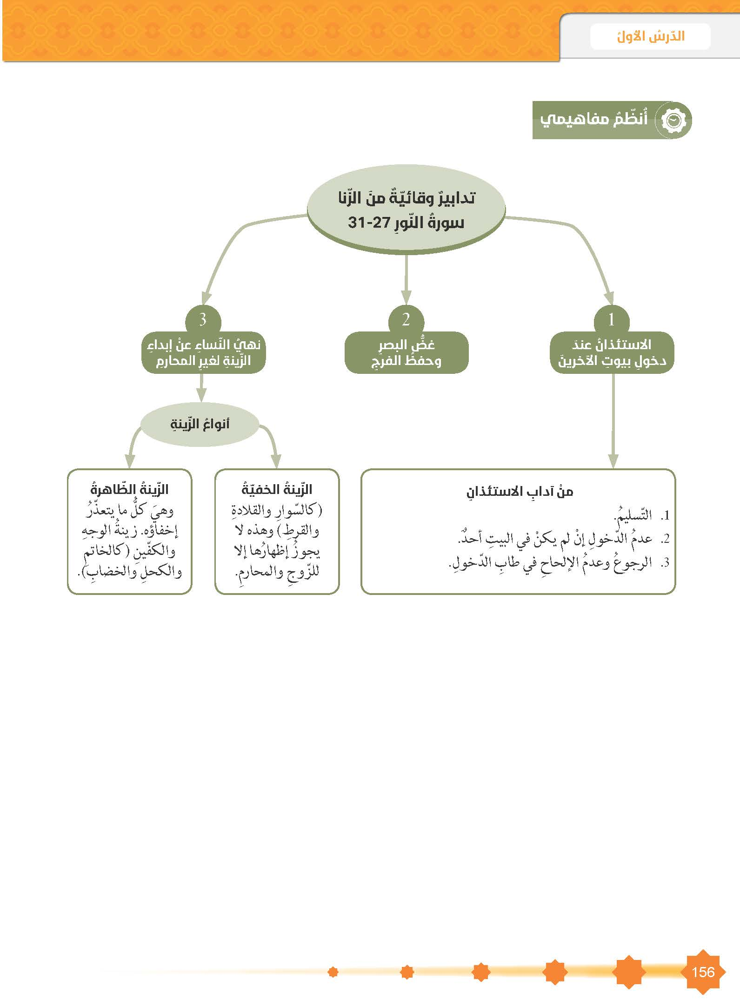 الدّرسُ الأولُ
أُنظّمُ مفاهيمي
تدابيرٌ وقائيّةٌ منَ الزّنا
سورةُ النّورِ 27-31
1
الاستئذانُ عندَ
دخولِ بيوتِ الآخرينَ
2
غضُّ البصرِ
وحفظُ الفرجِ
3
نهيُ النّساءِ عنْ إبداءِ
الزّينةِ لغيرِ المحارمِ
أنواعُ الزّينةِ
منْ آدابِ الاستئذانِ
1. التّسليمُ.
2. عدمُ الدّخولِ إنْ لم يكنْ في البيتِ أحدٌ.
3. الرجوعُ وعدمُ الإلحاحِ في طابِ الدّخولِ.
الزّينةُ الخفيّةُ
(كالسّوارِ والقلادةِ
والقرطِ) وهذه لا
يجوزُ إظهارُها إلا
للزّوجِ والمحارمِ.
الزّينةُ الظّاهرةُ
وهيَ كلُّ ما يتعذّرُ
إخفاؤه. زينةُ الوجهِ
والكفّينِ (كالخاتمِ
والكحلِ والخضابِ).
156